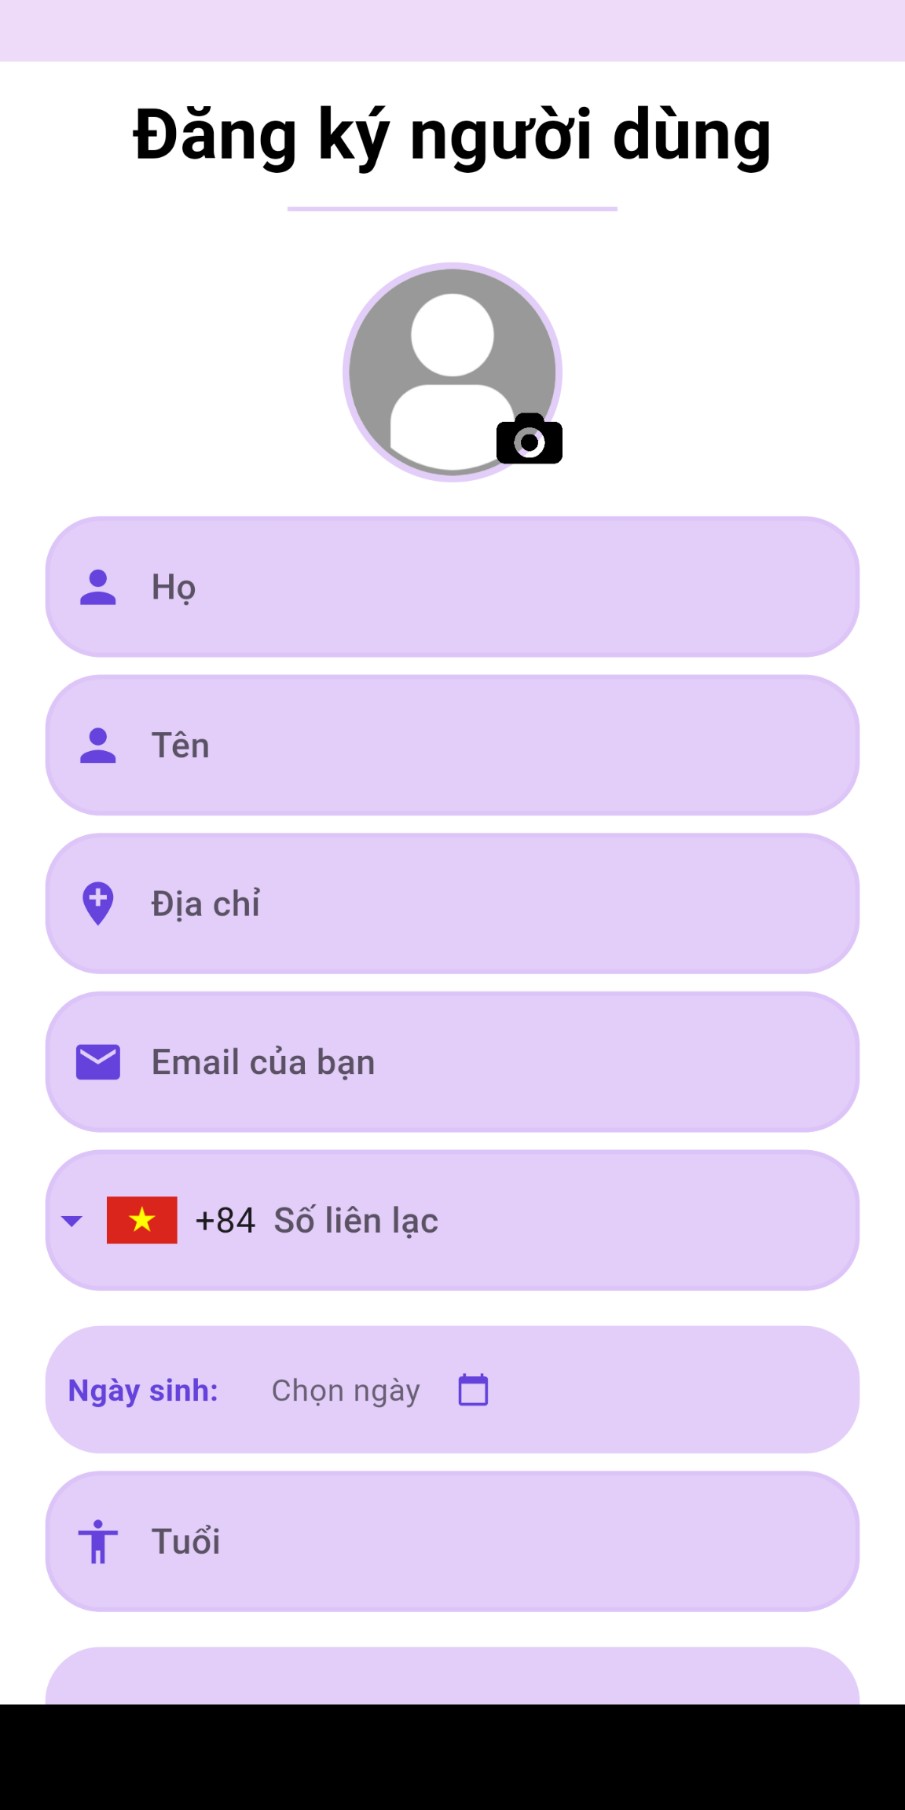 Đăng ký người dùng
Họ
Tên
Địa chỉ
Email của bạn
+84 Số liên lạc
Ngày sinh: Chọn ngày
Tuổi